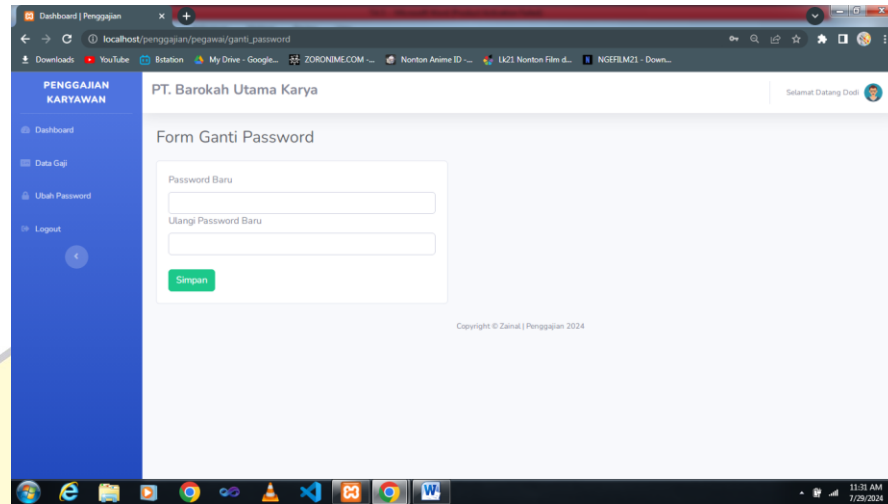 Dashboard | Penggajian
localhost/penggajian/pegawai/ganti_password
Downloads YouTube Bstation My Drive - Google... ZORONIME.COM -... Nonton Anime ID -... Lk21 Nonton Film d... NGEFILM21 - Down...
PENGGAJIAN
KARYAWAN
PT. Barokah Utama Karya
Selamat Datang Dodi
Dashboard
Data Gaji
Ubah Password
Logout
Form Ganti Password
Password Baru
Ulangi Password Baru
Simpan
Copyright © Zainal | Penggajian 2024
11:31 AM
7/29/2024